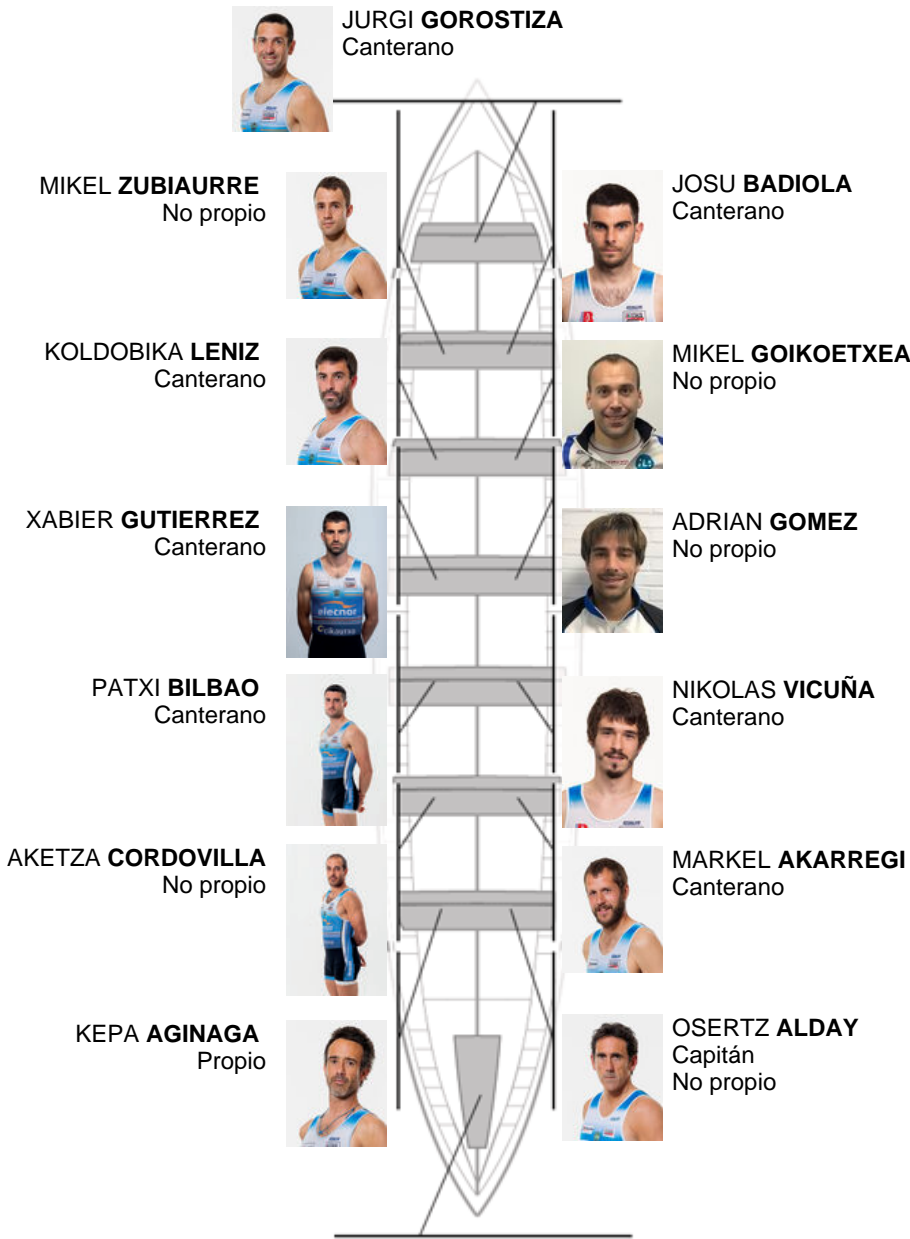 JURGI GOROSTIZA
Canterano
MIKEL ZUBIAURRE
No propio
JOSU BADIOLA
Canterano
KOLDOBIKA LENIZ
Canterano
MIKEL GOIKOETXEA
No propio
XABIER GUTIERREZ
Canterano
ADRIAN GOMEZ
No propio
elecnor
PATXI BILBAO
Canterano
NIKOLAS VICUÑA
Canterano
AKETZA CORDOVILLA
No propio
MARKEL AKARREGI
Canterano
KEPA AGINAGA
Propio
OSERTZ ALDAY
Capitán
No propio